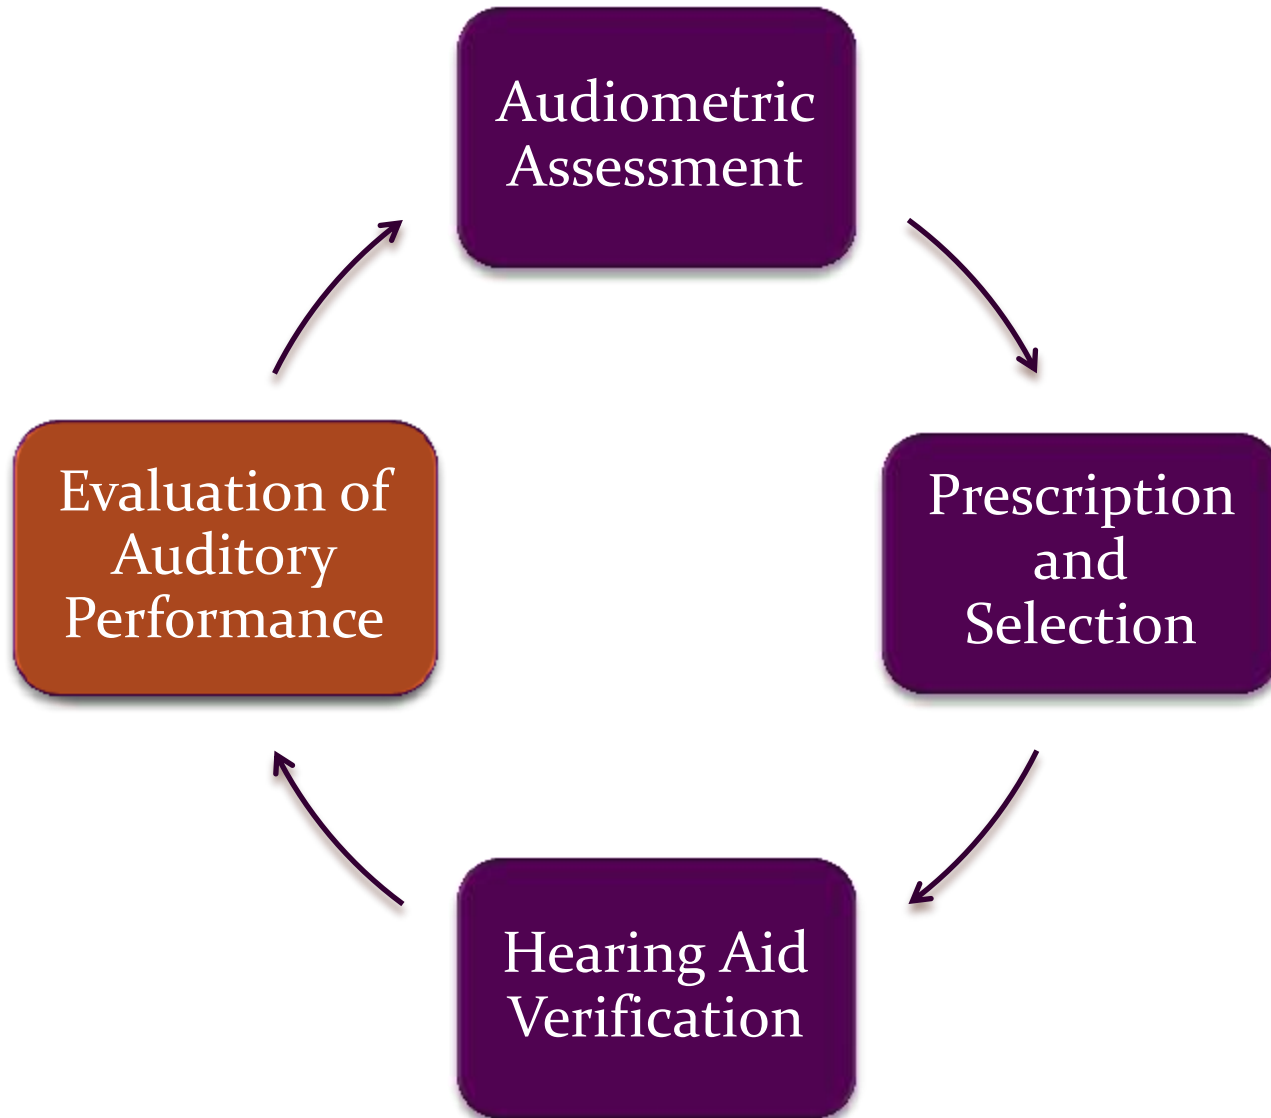 Audiometric
Assessment
Prescription
and
Selection
Hearing Aid
Verification
Evaluation of
Auditory
Performance